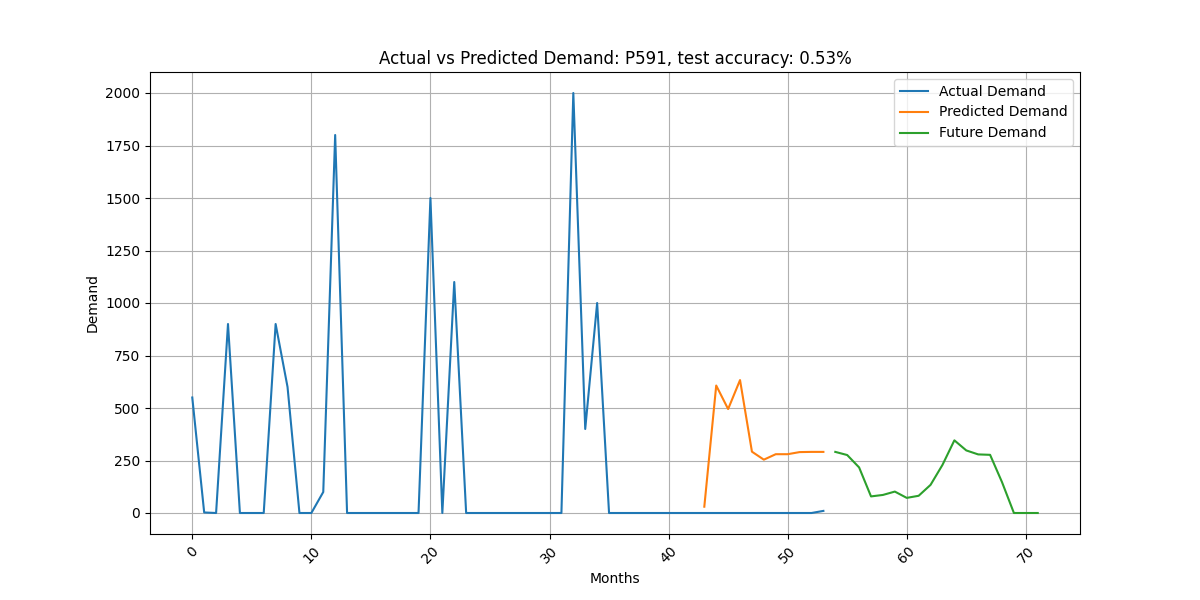 Actual vs Predicted Demand: P591, test accuracy: 0.53%
Actual Demand
Predicted Demand
Future Demand
2000
1750
1500
1250
1000
750
500
250
0
Demand
0
10
20
30
40
50
60
70
Months